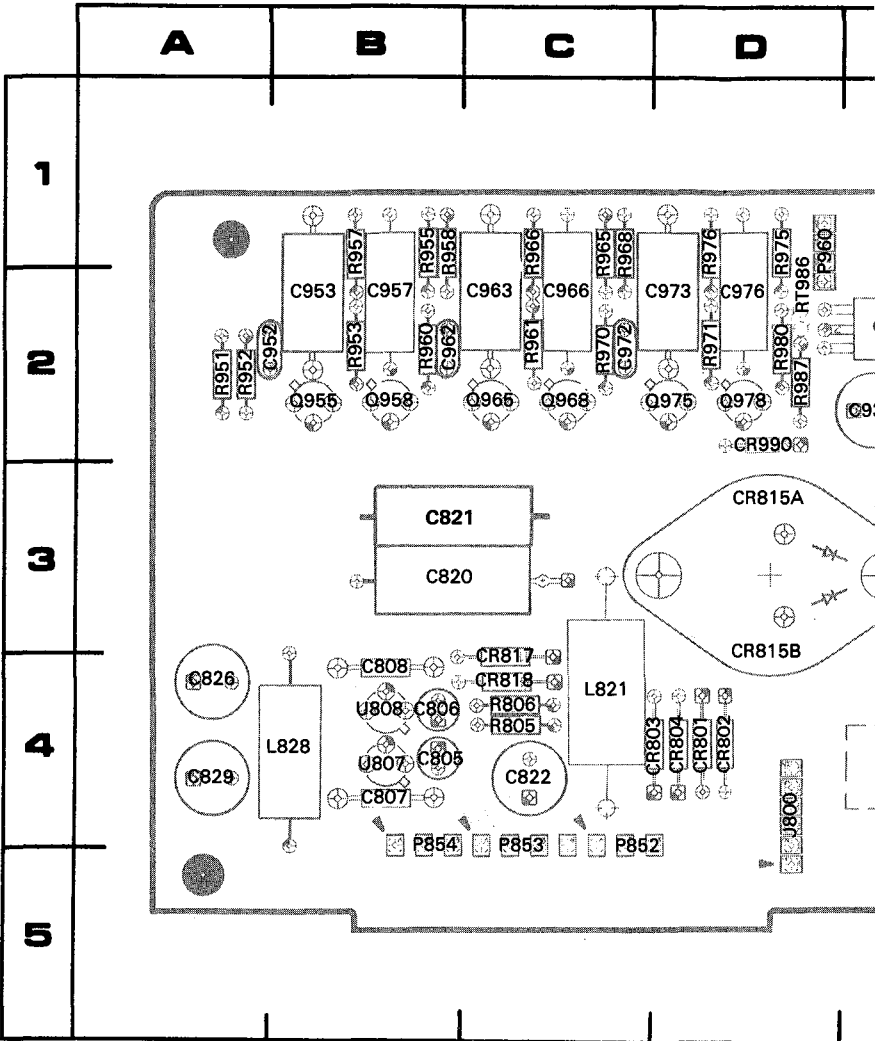 A B C D
1
R957 R955 R958 R966 R965 R968 R976 R975 P960
RT986
C953 C957 C963 C966 C973 C976
2
R951 R952 C952 R953 R960 C962 R961 R970 C972 R971 R980 R987
Q955 Q958 Q965 Q968 Q975 Q978
CR990
CR815A
C821
3
C820
CR815B
C808 CR817
C826 CR818 L821
U808 C806 R806
R805
4
L828 CR803 CR804 CR801 CR802
U807 C805
C829 C822
C807
J800
P854 P853 P852
5